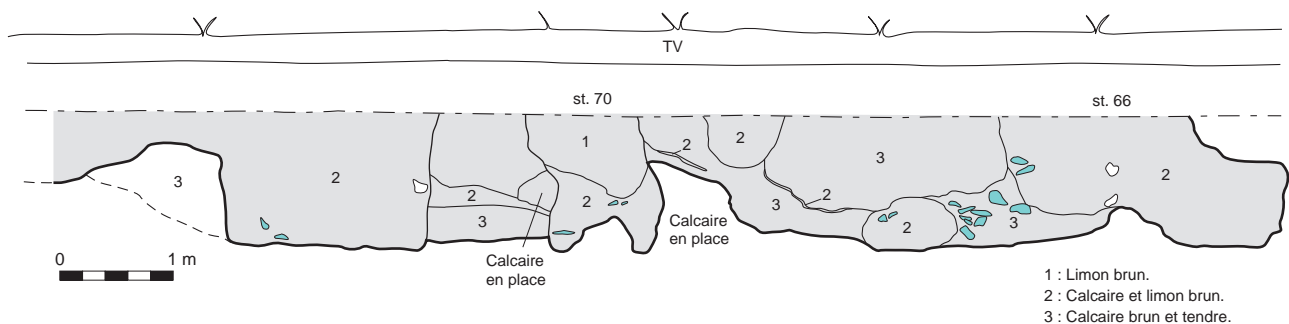 TV
st. 70
st. 66
1
2
2
3
3
2
2
2
2
2
3
3
2
2
3
Calcaire
en place
Calcaire
en place
0
1 m
1 : Limon brun.
2 : Calcaire et limon brun.
3 : Calcaire brun et tendre.